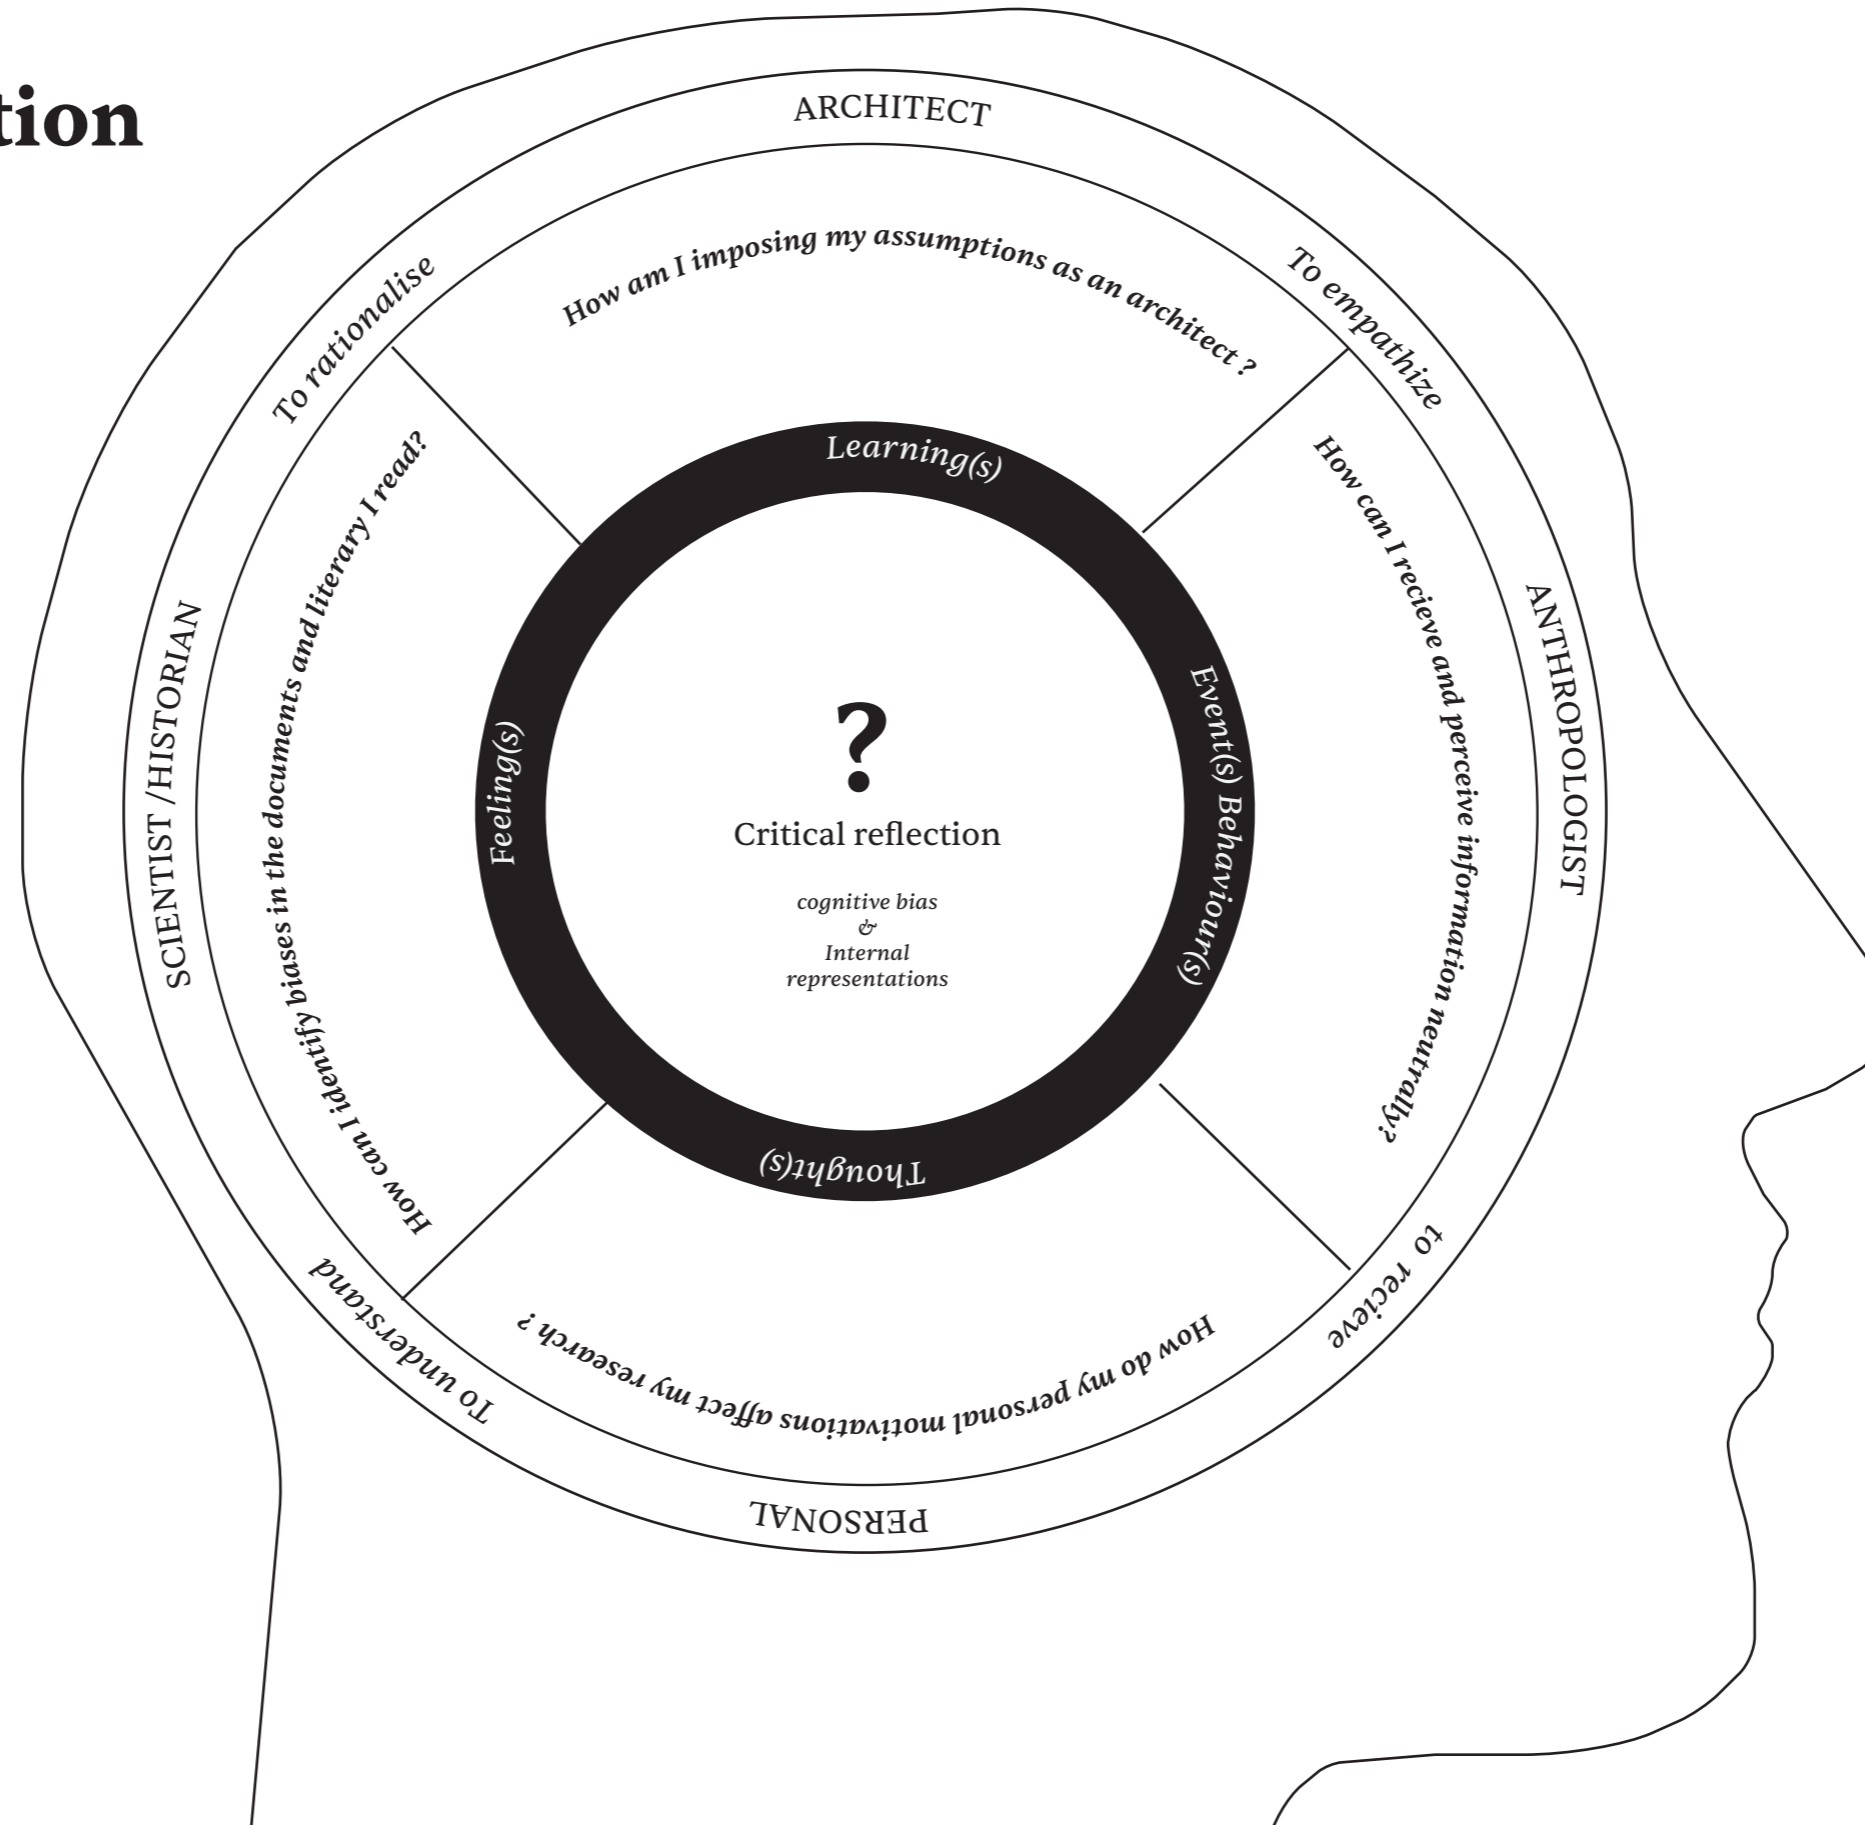 tion
ARCHITECT
To rationalise
To empathize
How am I imposing my assumptions as an architect ?
How can I identify biases in the documents and literary I read?
How can I recieve and perceive information neutrally?
SCIENTIST /HISTORIAN
ANTHROPOLOGIST
Learning(s)
Feeling(s)
Event(s) Behaviour(s)
?
Critical reflection
cognitive bias
&
Internal
representations
Thought(s)
How do my personal motivations affect my research ?
To understand
to recieve
PERSONAL